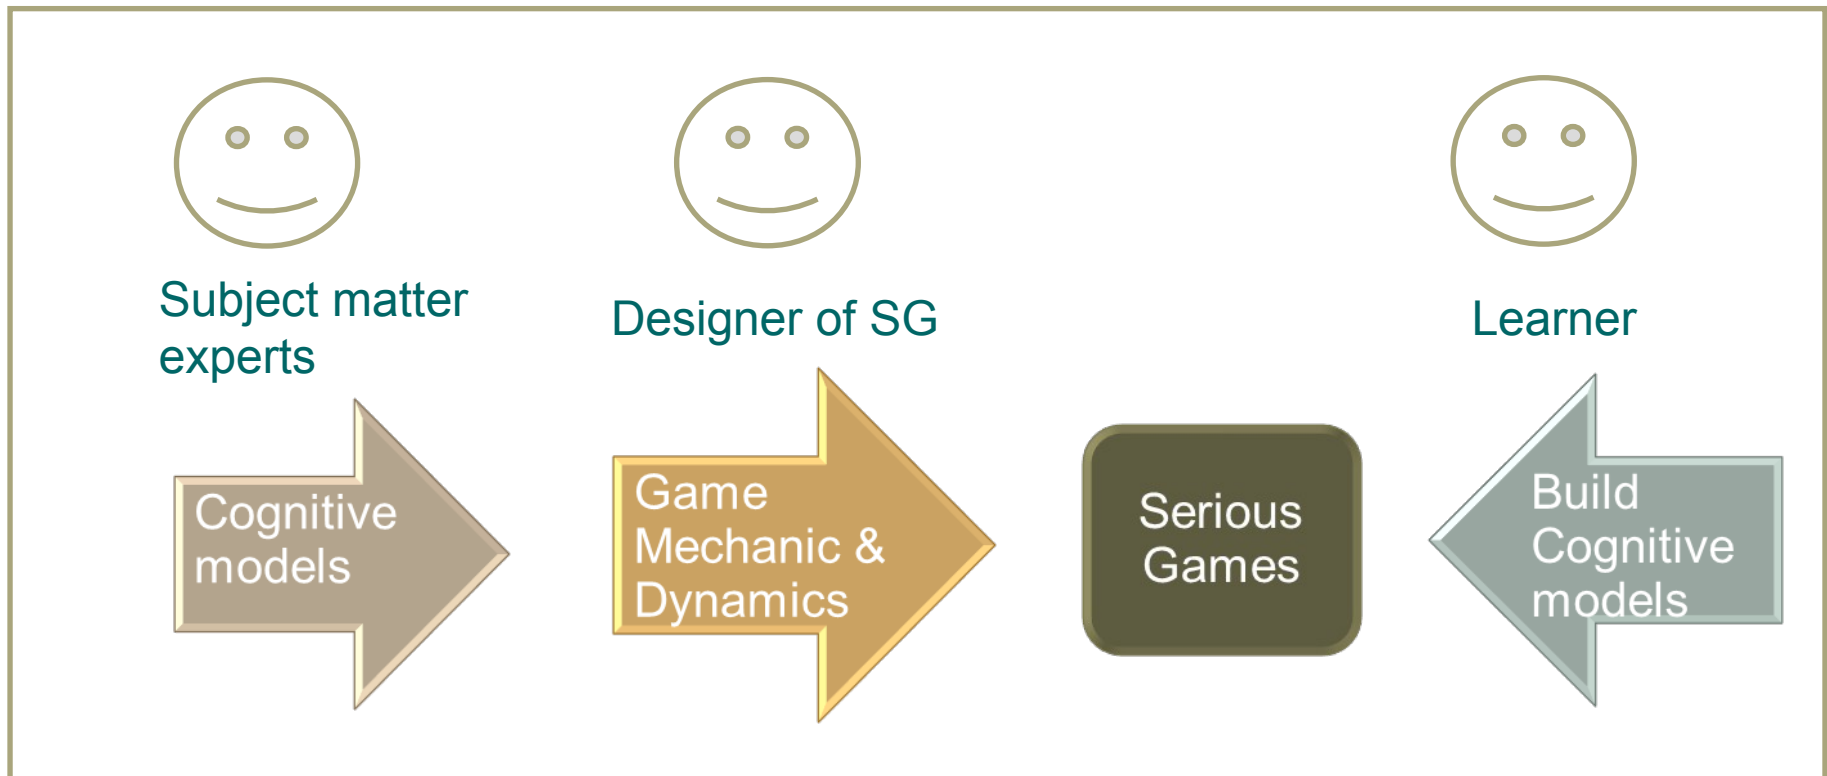 Subject matter
experts
Designer of SG
Learner
Cognitive
models
Game
Mechanic &
Dynamics
Serious
Games
Build
Cognitive
models